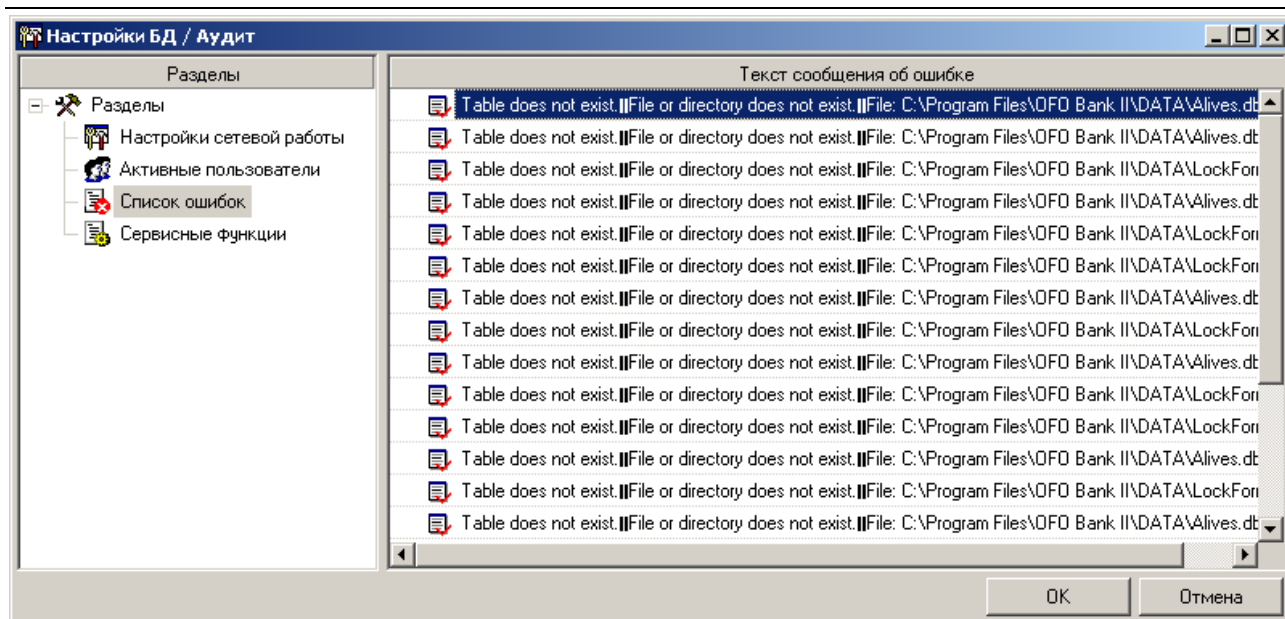 Настройки БД / Аудит
Разделы
Разделы
Настройки сетевой работы
Активные пользователи
Список ошибок
Сервисные функции
Текст сообщения об ошибке
Table does not exist.||File or directory does not exist.||File: C:\Program Files\OFO Bank II\DATA\Alives.db
Table does not exist.||File or directory does not exist.||File: C:\Program Files\OFO Bank II\DATA\Alives.db
Table does not exist.||File or directory does not exist.||File: C:\Program Files\OFO Bank II\DATA\LockForm
Table does not exist.||File or directory does not exist.||File: C:\Program Files\OFO Bank II\DATA\Alives.db
Table does not exist.||File or directory does not exist.||File: C:\Program Files\OFO Bank II\DATA\LockForm
Table does not exist.||File or directory does not exist.||File: C:\Program Files\OFO Bank II\DATA\LockForm
Table does not exist.||File or directory does not exist.||File: C:\Program Files\OFO Bank II\DATA\Alives.db
Table does not exist.||File or directory does not exist.||File: C:\Program Files\OFO Bank II\DATA\LockForm
Table does not exist.||File or directory does not exist.||File: C:\Program Files\OFO Bank II\DATA\Alives.db
Table does not exist.||File or directory does not exist.||File: C:\Program Files\OFO Bank II\DATA\LockForm
Table does not exist.||File or directory does not exist.||File: C:\Program Files\OFO Bank II\DATA\LockForm
Table does not exist.||File or directory does not exist.||File: C:\Program Files\OFO Bank II\DATA\Alives.db
Table does not exist.||File or directory does not exist.||File: C:\Program Files\OFO Bank II\DATA\LockForm
Table does not exist.||File or directory does not exist.||File: C:\Program Files\OFO Bank II\DATA\Alives.db
OK
Отмена